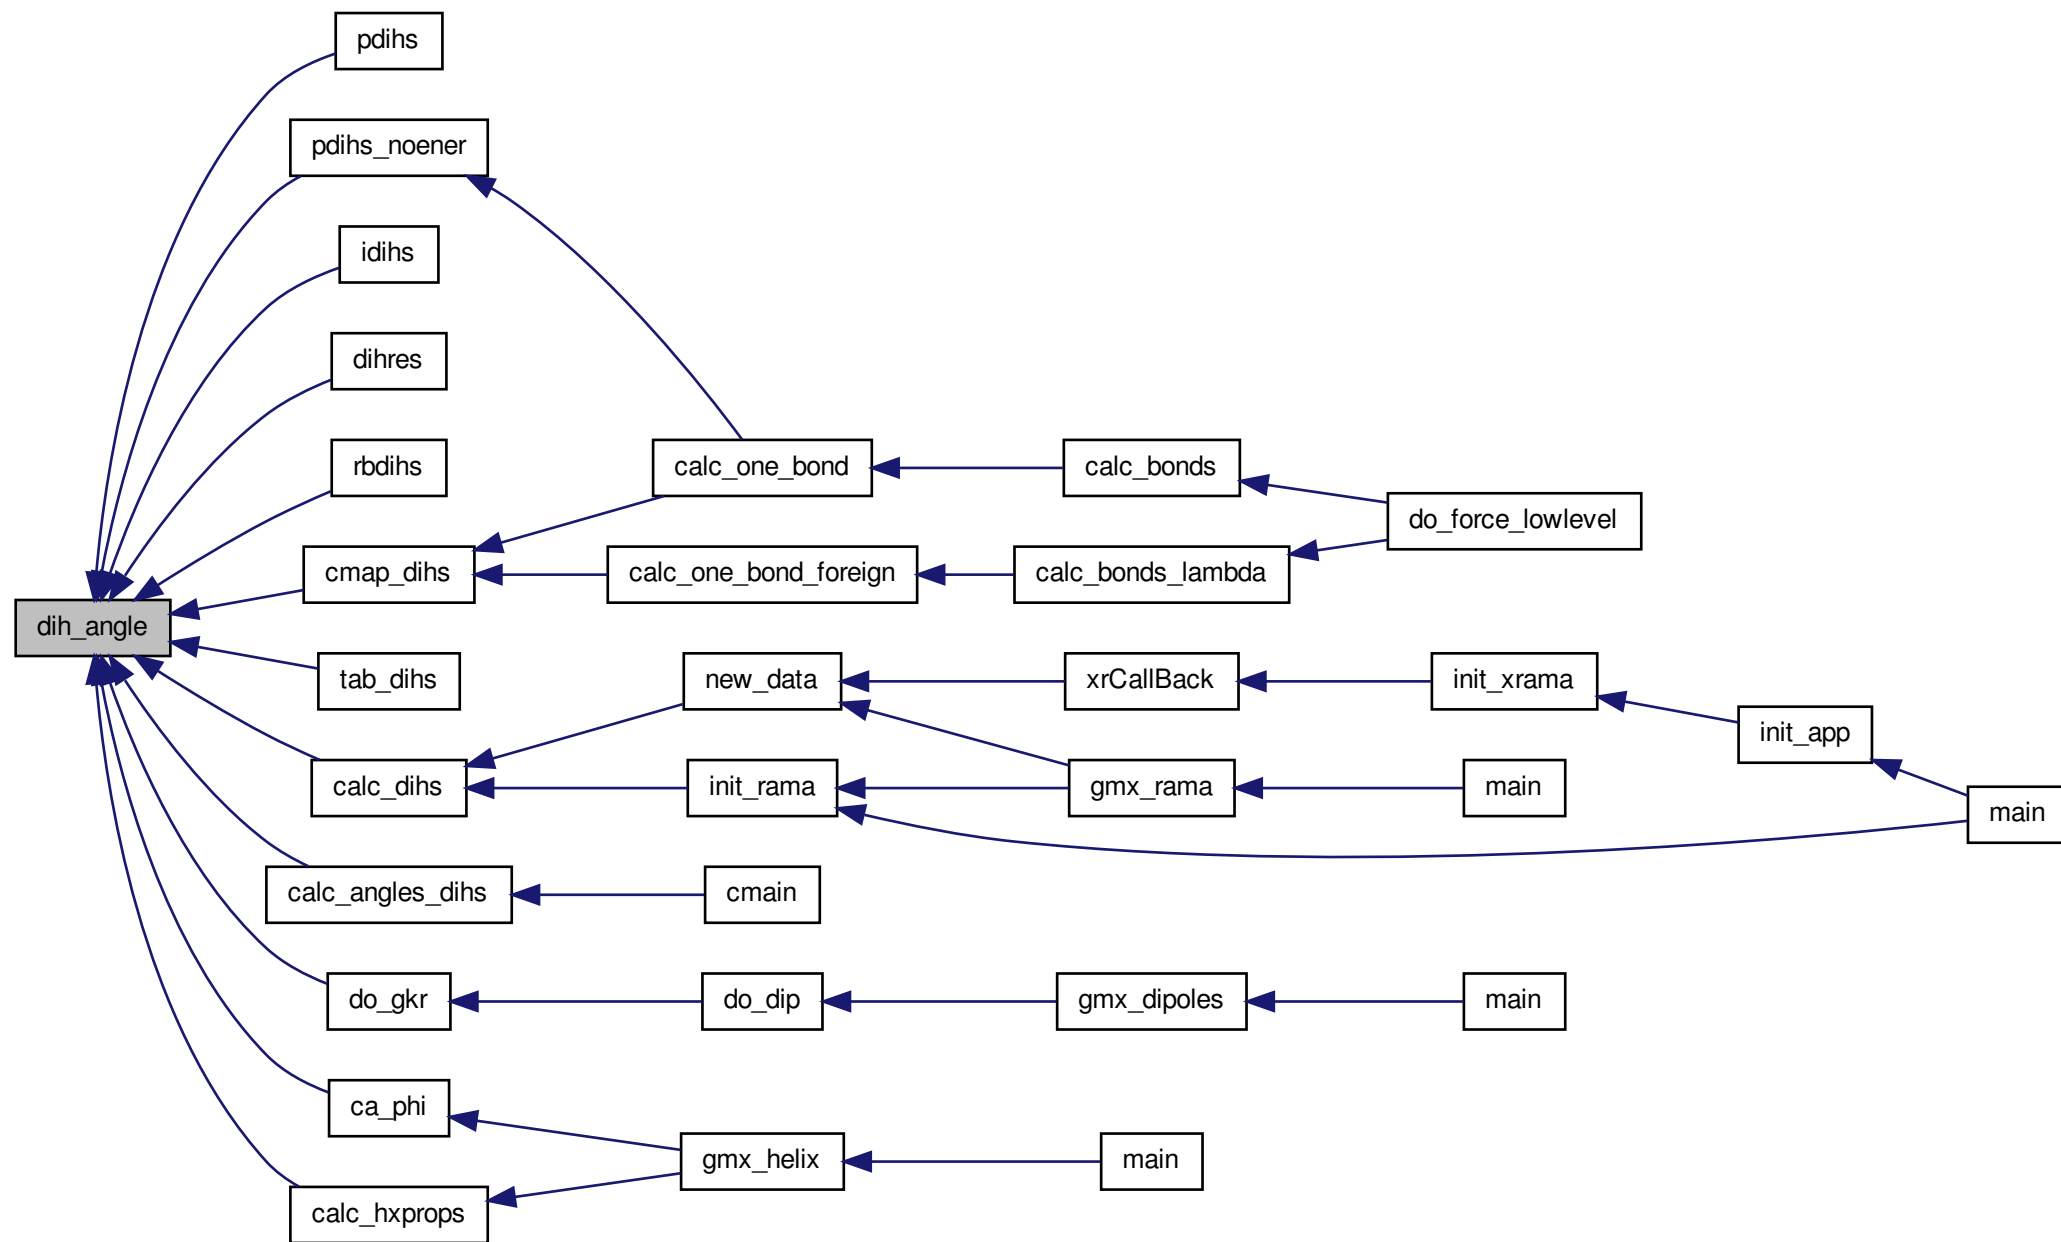 pdihs
pdihs_noener
idihs
dihres
rbdihs
calc_one_bond
calc_bonds
do_force_lowlevel
cmap_dihs
calc_one_bond_foreign
calc_bonds_lambda
dih_angle
tab_dihs
new_data
xrCallBack
init_xrama
init_app
calc_dihs
init_rama
gmx_rama
main
main
calc_angles_dihs
cmain
do_gkr
do_dip
gmx_dipoles
main
ca_phi
gmx_helix
main
calc_hxprops